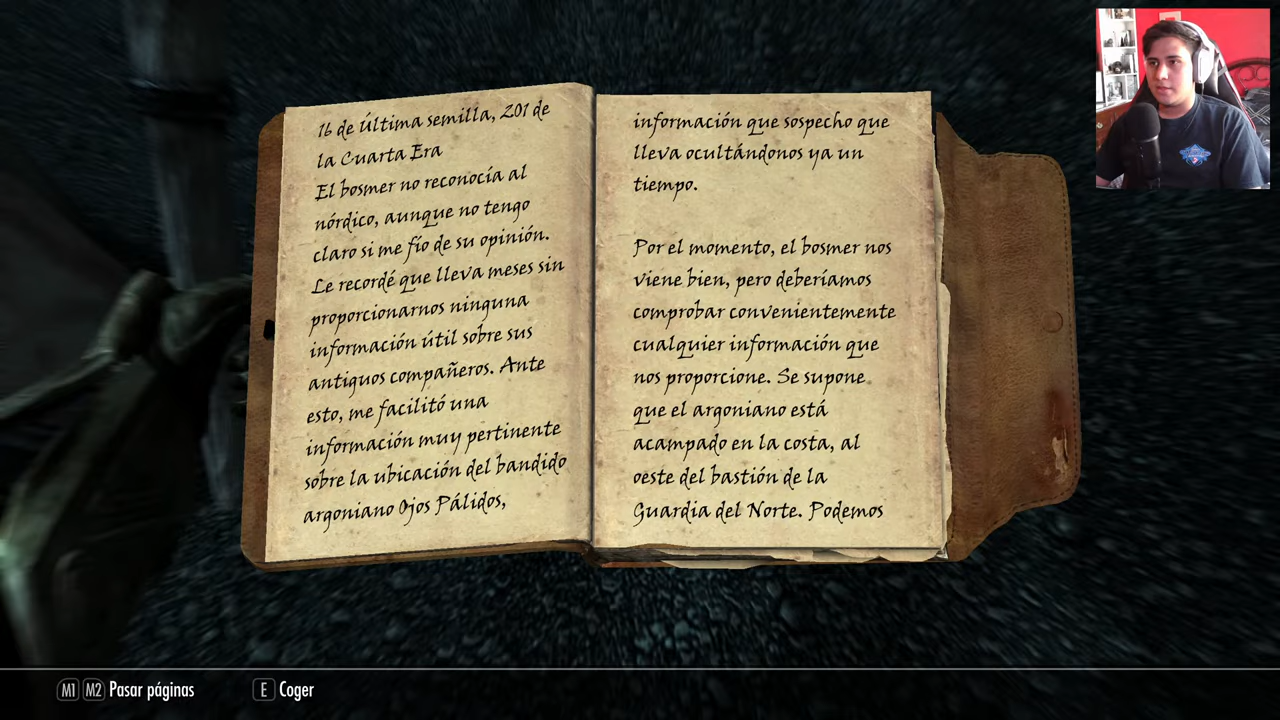 16 de Última semilla, 201 de
la Cuarta Era
El bosmer no reconocía al
nórdico, aunque no tengo
claro si me fío de su opinión.
Le recordé que lleva meses sin
proporcionarnos ninguna
información útil sobre sus
antiguos compañeros. Ante
esto, me facilitó una
información muy pertinente
sobre la ubicación del bandido
argoniano Ojos Pálidos,
información que sospecho que
lleva ocultándonos ya un
tiempo.
Por el momento, el bosmer nos
viene bien, pero deberíamos
comprobar convenientemente
cualquier información que
nos proporcione. Se supone
que el argoniano está
acampado en la costa, al
oeste del bastión de la
Guardia del Norte. Podemos
M1 M2 Pasar páginas
E Coger